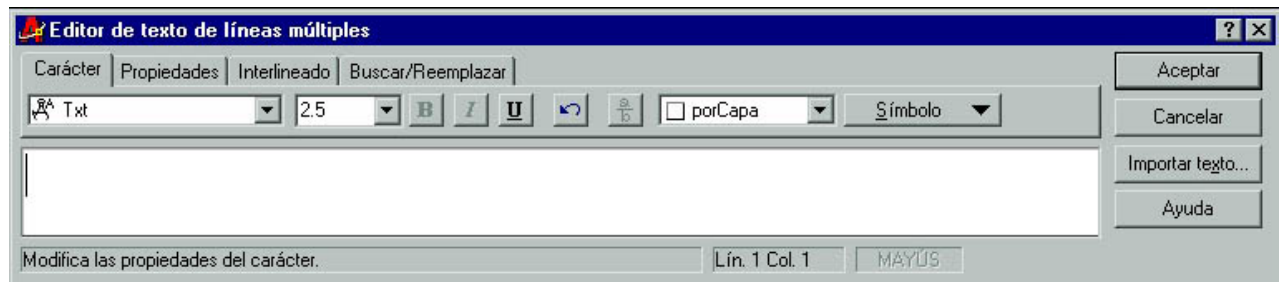 Editor de texto de líneas múltiples
Carácter Propiedades Interlineado Buscar/Reemplazar
Txt 2.5 B I U a/b porCapa Símbolo
Aceptar
Cancelar
Importar texto...
Ayuda
Modifica las propiedades del carácter. Lín. 1 Col. 1 MAYÚS